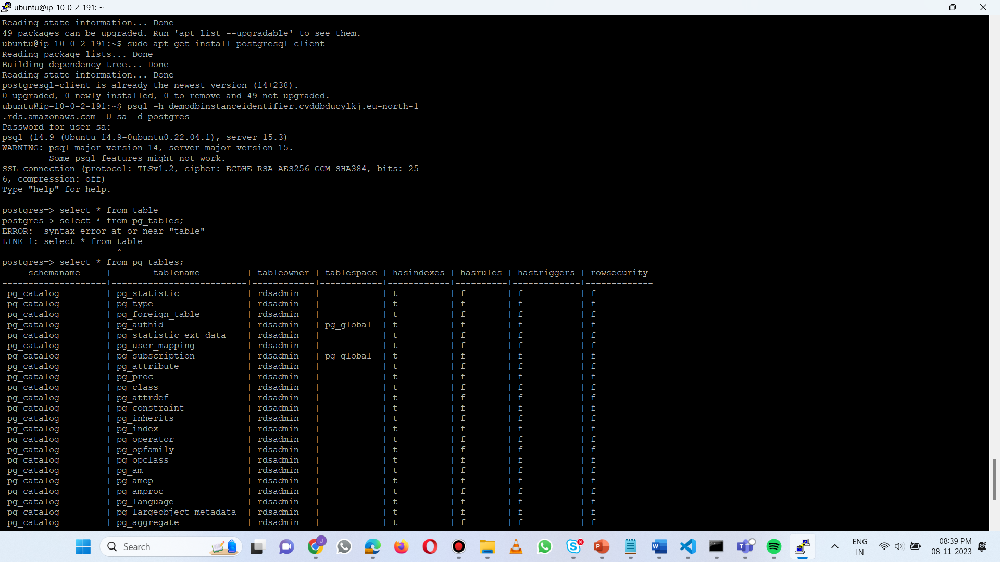 ubuntu@ip-10-0-2-191: ~
Reading state information... Done
49 packages can be upgraded. Run 'apt list --upgradable' to see them.
ubuntu@ip-10-0-2-191:~$ sudo apt-get install postgresql-client
Reading package lists... Done
Building dependency tree... Done
Reading state information... Done
postgresql-client is already the newest version (14+238).
0 upgraded, 0 newly installed, 0 to remove and 49 not upgraded.
ubuntu@ip-10-0-2-191:~$ psql -h demodbinstanceidentifier.cvddbducylkj.eu-north-1
.rds.amazonaws.com -U sa -d postgres
Password for user sa:
psql (14.9 (Ubuntu 14.9-0ubuntu0.22.04.1), server 15.3)
WARNING: psql major version 14, server major version 15.
         Some psql features might not work.
SSL connection (protocol: TLSv1.2, cipher: ECDHE-RSA-AES256-GCM-SHA384, bits: 25
6, compression: off)
Type "help" for help.
postgres=> select * from table
postgres-> select * from pg_tables;
ERROR:  syntax error at or near "table"
LINE 1: select * from table
                      ^
postgres=> select * from pg_tables;
     schemaname     |        tablename         | tableowner | tablespace | hasindexes | hasrules | hastriggers | rowsecurity
--------------------+--------------------------+------------+------------+------------+----------+-------------+-------------
 pg_catalog         | pg_statistic             | rdsadmin   |            | t          | f        | f           | f
 pg_catalog         | pg_type                  | rdsadmin   |            | t          | f        | f           | f
 pg_catalog         | pg_foreign_table         | rdsadmin   |            | t          | f        | f           | f
 pg_catalog         | pg_authid                | rdsadmin   | pg_global  | t          | f        | f           | f
 pg_catalog         | pg_statistic_ext_data    | rdsadmin   |            | t          | f        | f           | f
 pg_catalog         | pg_user_mapping          | rdsadmin   |            | t          | f        | f           | f
 pg_catalog         | pg_subscription          | rdsadmin   | pg_global  | t          | f        | f           | f
 pg_catalog         | pg_attribute             | rdsadmin   |            | t          | f        | f           | f
 pg_catalog         | pg_proc                  | rdsadmin   |            | t          | f        | f           | f
 pg_catalog         | pg_class                 | rdsadmin   |            | t          | f        | f           | f
 pg_catalog         | pg_attrdef               | rdsadmin   |            | t          | f        | f           | f
 pg_catalog         | pg_constraint            | rdsadmin   |            | t          | f        | f           | f
 pg_catalog         | pg_inherits              | rdsadmin   |            | t          | f        | f           | f
 pg_catalog         | pg_index                 | rdsadmin   |            | t          | f        | f           | f
 pg_catalog         | pg_operator              | rdsadmin   |            | t          | f        | f           | f
 pg_catalog         | pg_opfamily              | rdsadmin   |            | t          | f        | f           | f
 pg_catalog         | pg_opclass               | rdsadmin   |            | t          | f        | f           | f
 pg_catalog         | pg_am                    | rdsadmin   |            | t          | f        | f           | f
 pg_catalog         | pg_amop                  | rdsadmin   |            | t          | f        | f           | f
 pg_catalog         | pg_amproc                | rdsadmin   |            | t          | f        | f           | f
 pg_catalog         | pg_language              | rdsadmin   |            | t          | f        | f           | f
 pg_catalog         | pg_largeobject_metadata  | rdsadmin   |            | t          | f        | f           | f
 pg_catalog         | pg_aggregate             | rdsadmin   |            | t          | f        | f           | f
Search
ENG
IN
08:39 PM
08-11-2023